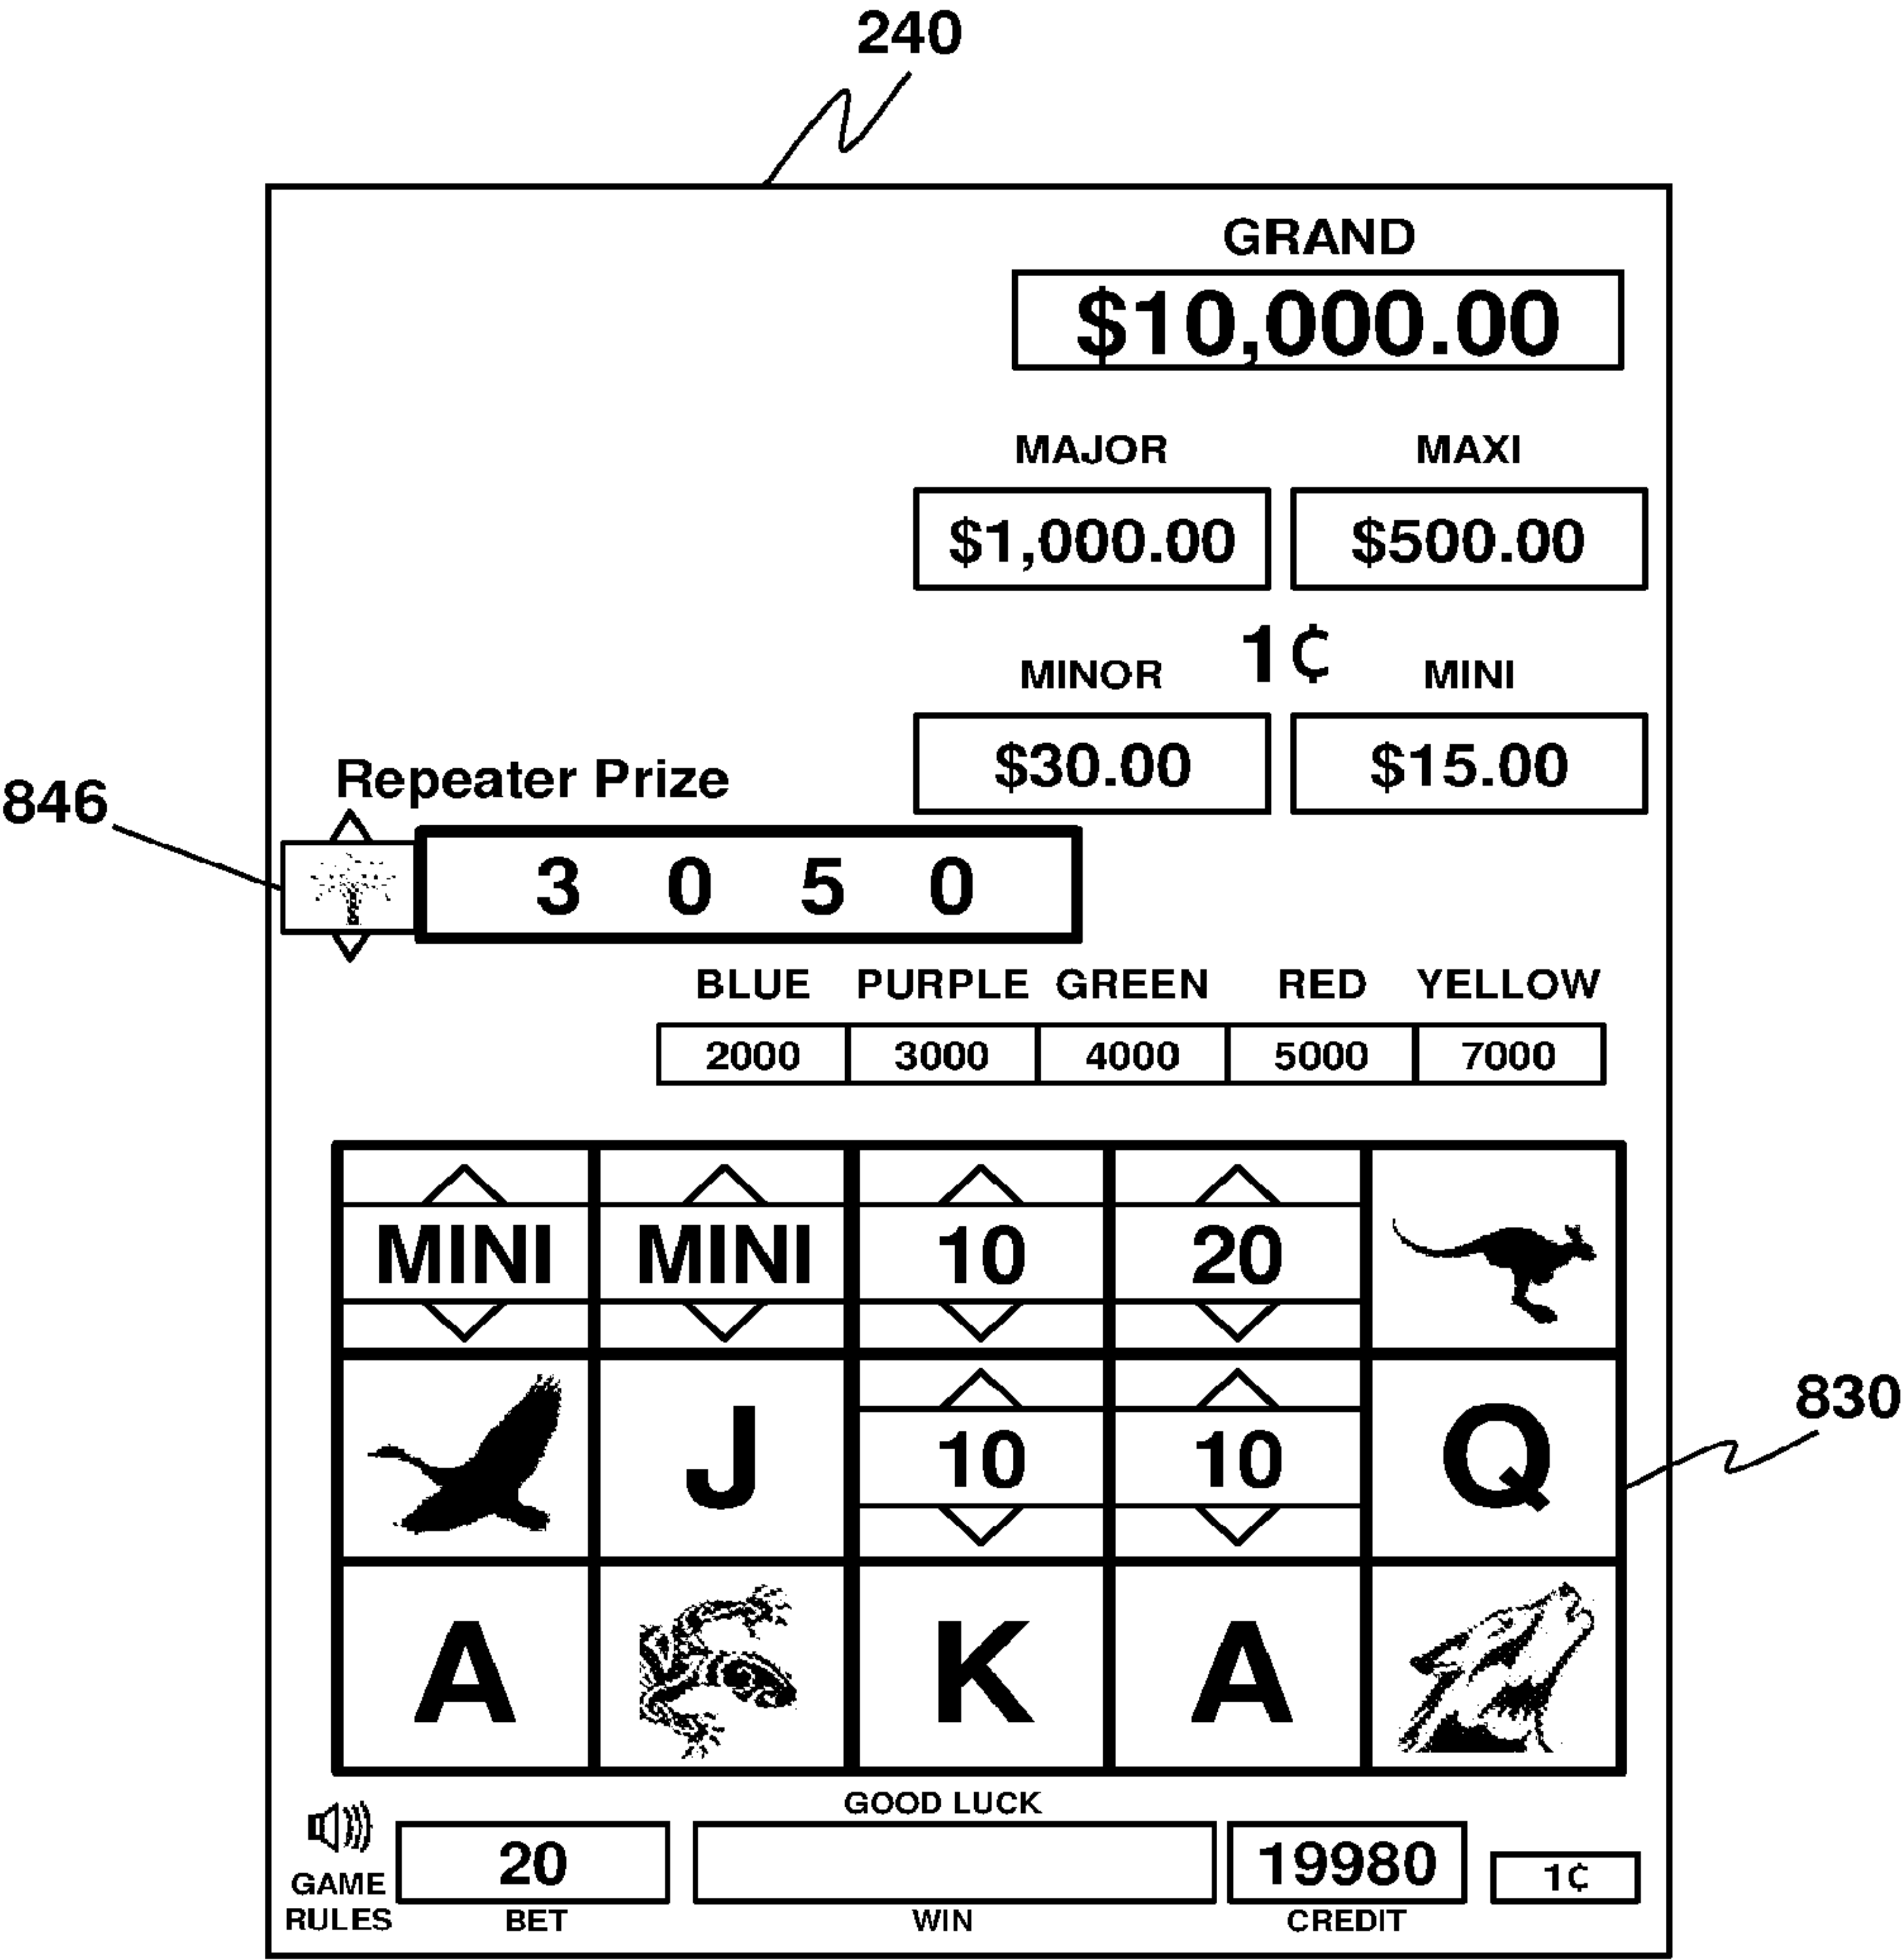 240
GRAND
$10,000.00
MAJOR MAXI
$1,000.00 $500.00
1¢
MINOR MINI
$30.00 $15.00
Repeater Prize
846
3 0 5 0
BLUE PURPLE GREEN RED YELLOW
2000 3000 4000 5000 7000
MINI MINI 10 20
830
J 10 10 Q
A K A
GOOD LUCK
20 19980 1¢
GAME
RULES BET WIN CREDIT